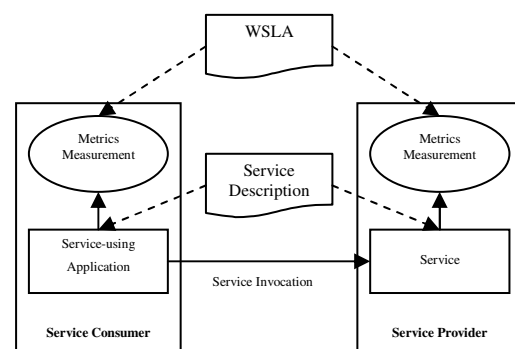 WSLA
Metrics
Measurement
Metrics
Measurement
Service
Description
Service-using
Application
Service
Service Invocation
Service Consumer
Service Provider